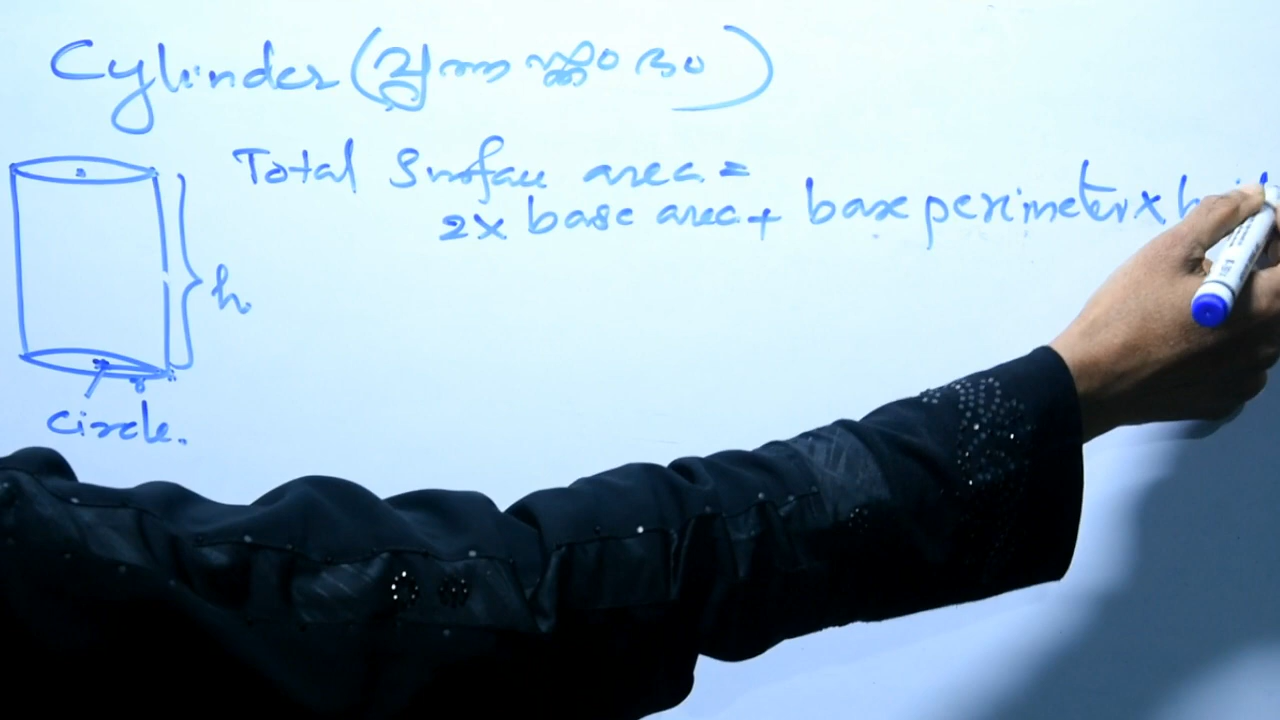 Cylinder (വൃത്തസ്തംഭം)
Total Surface area =
2 x base area + base perimeter x
h
circle.